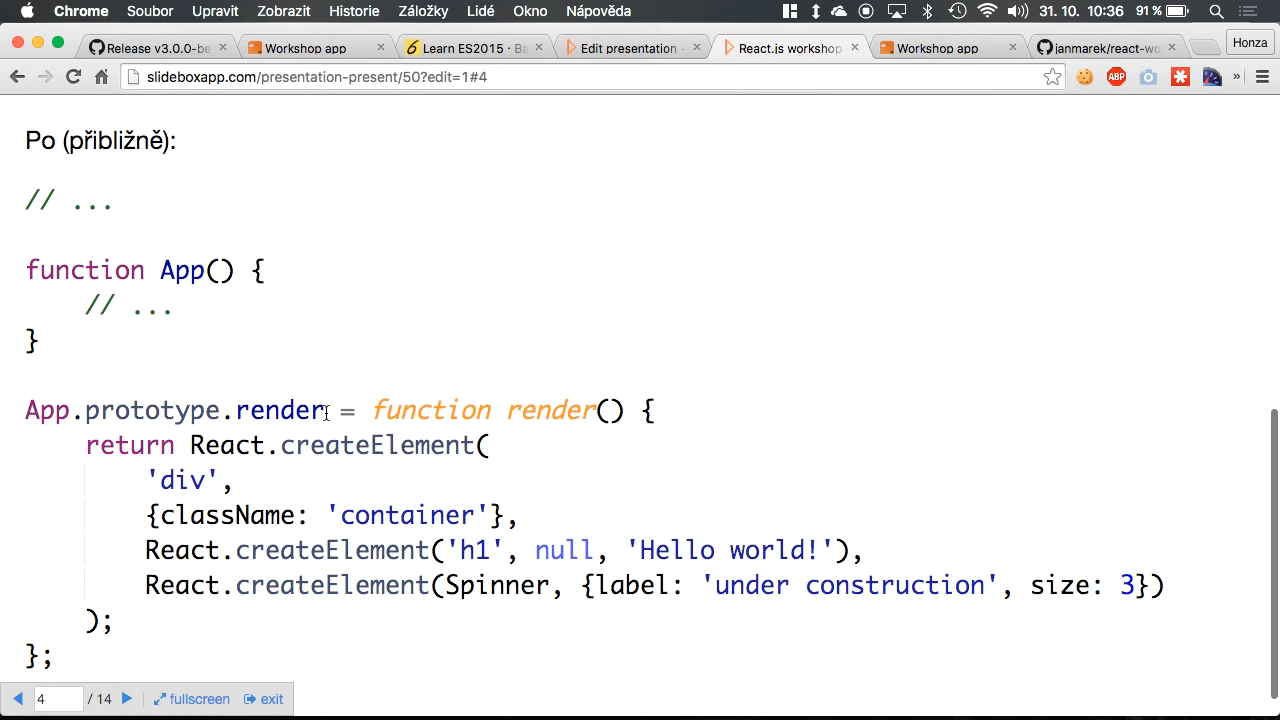 Chrome Soubor Upravit Zobrazit Historie Záložky Lidé Okno Nápověda 31. 10. 10:36 91 %
Release v3.0.0-be Workshop app Learn ES2015 · Ba Edit presentation React.js workshop Workshop app janmarek/react-wo Honza
slideboxapp.com/presentation-present/50?edit=1#4 ABP »
Po (přibližně):
// ...
function App() {
// ...
}
App.prototype.render = function render() {
return React.createElement(
'div',
{className: 'container'},
React.createElement('h1', null, 'Hello world!'),
React.createElement(Spinner, {label: 'under construction', size: 3})
);
};
4 / 14 fullscreen exit